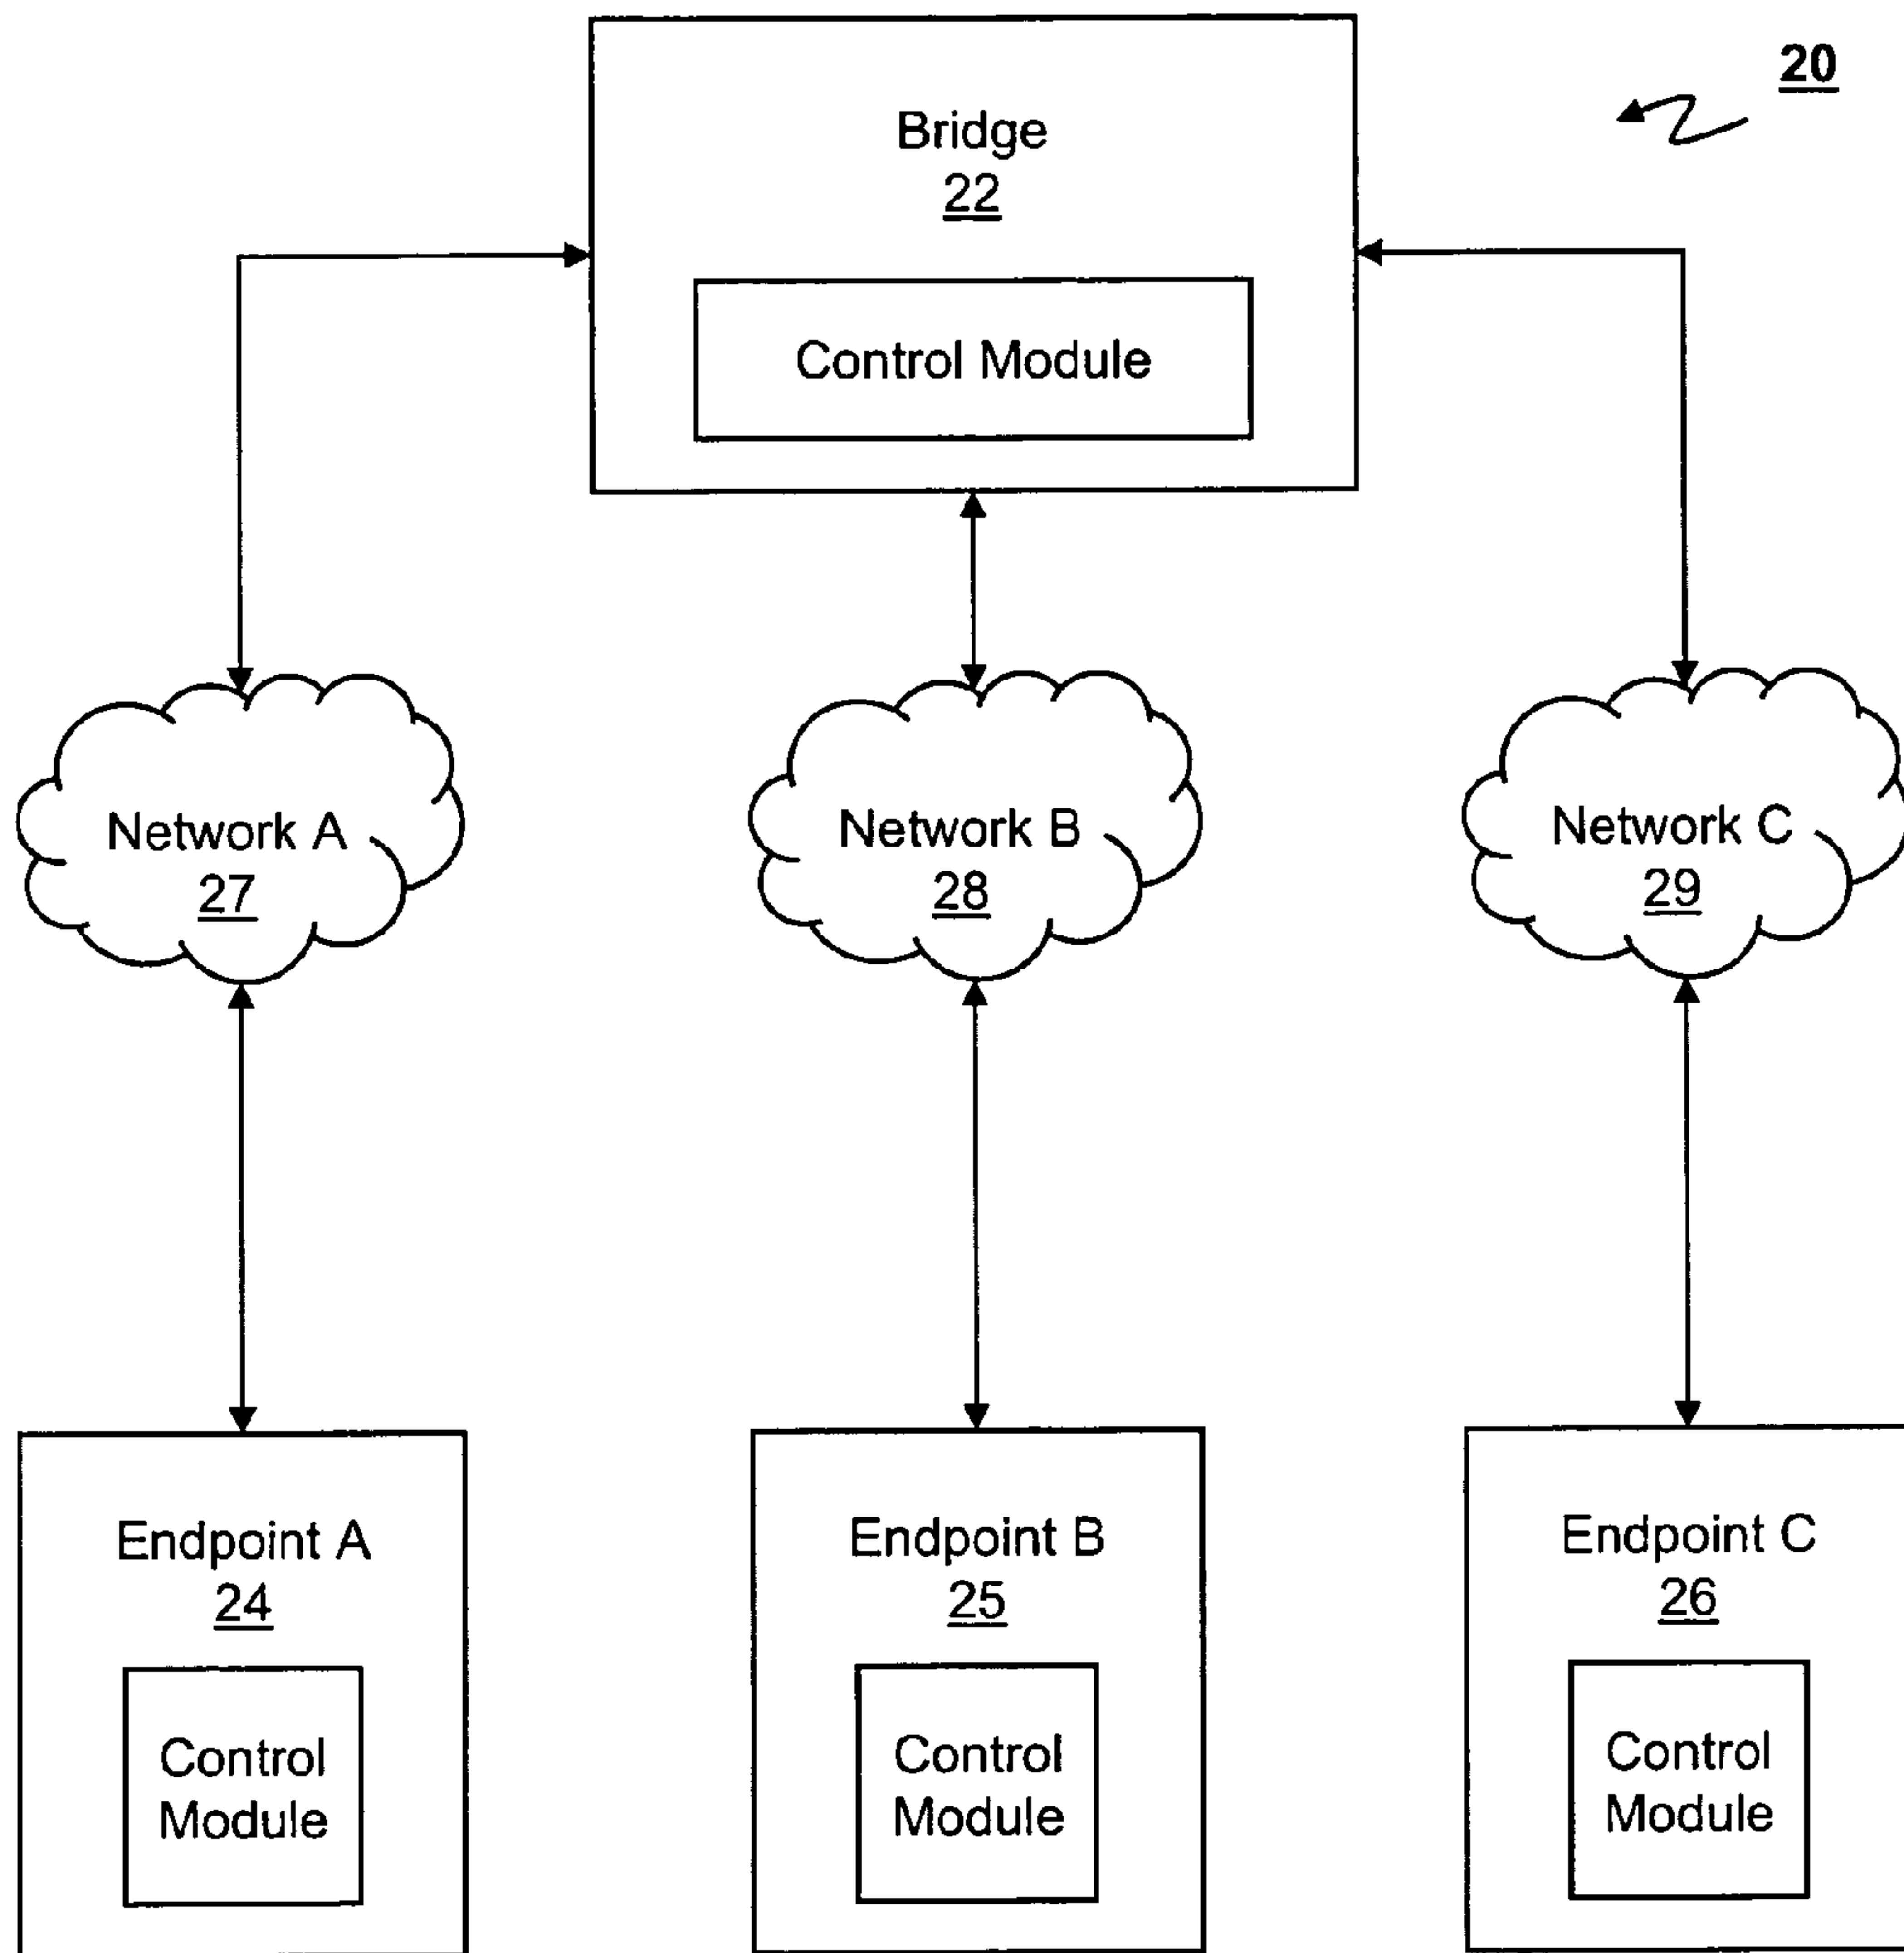 20
Bridge
22
Control Module
Network A
27
Network B
28
Network C
29
Endpoint A
24
Control
Module
Endpoint B
25
Control
Module
Endpoint C
26
Control
Module